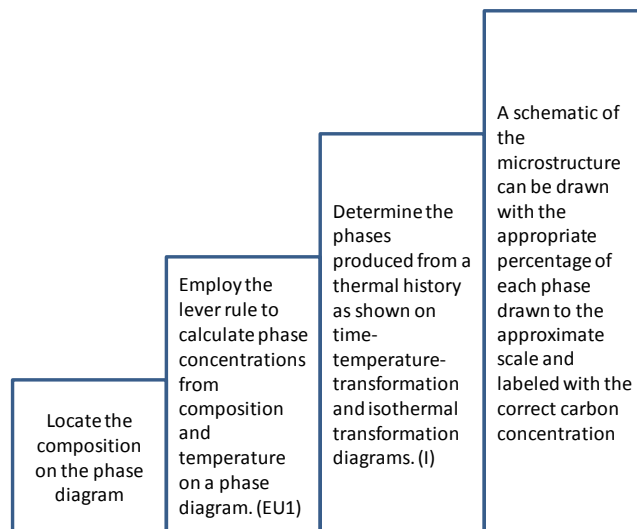 Locate the
composition
on the phase
diagram
Employ the
lever rule to
calculate phase
concentrations
from
composition
and
temperature
on a phase
diagram. (EU1)
Determine the
phases
produced from a
thermal history
as shown on
time-
temperature-
transformation
and isothermal
transformation
diagrams. (I)
A schematic of
the
microstructure
can be drawn
with the
appropriate
percentage of
each phase
drawn to the
approximate
scale and
labeled with the
correct carbon
concentration